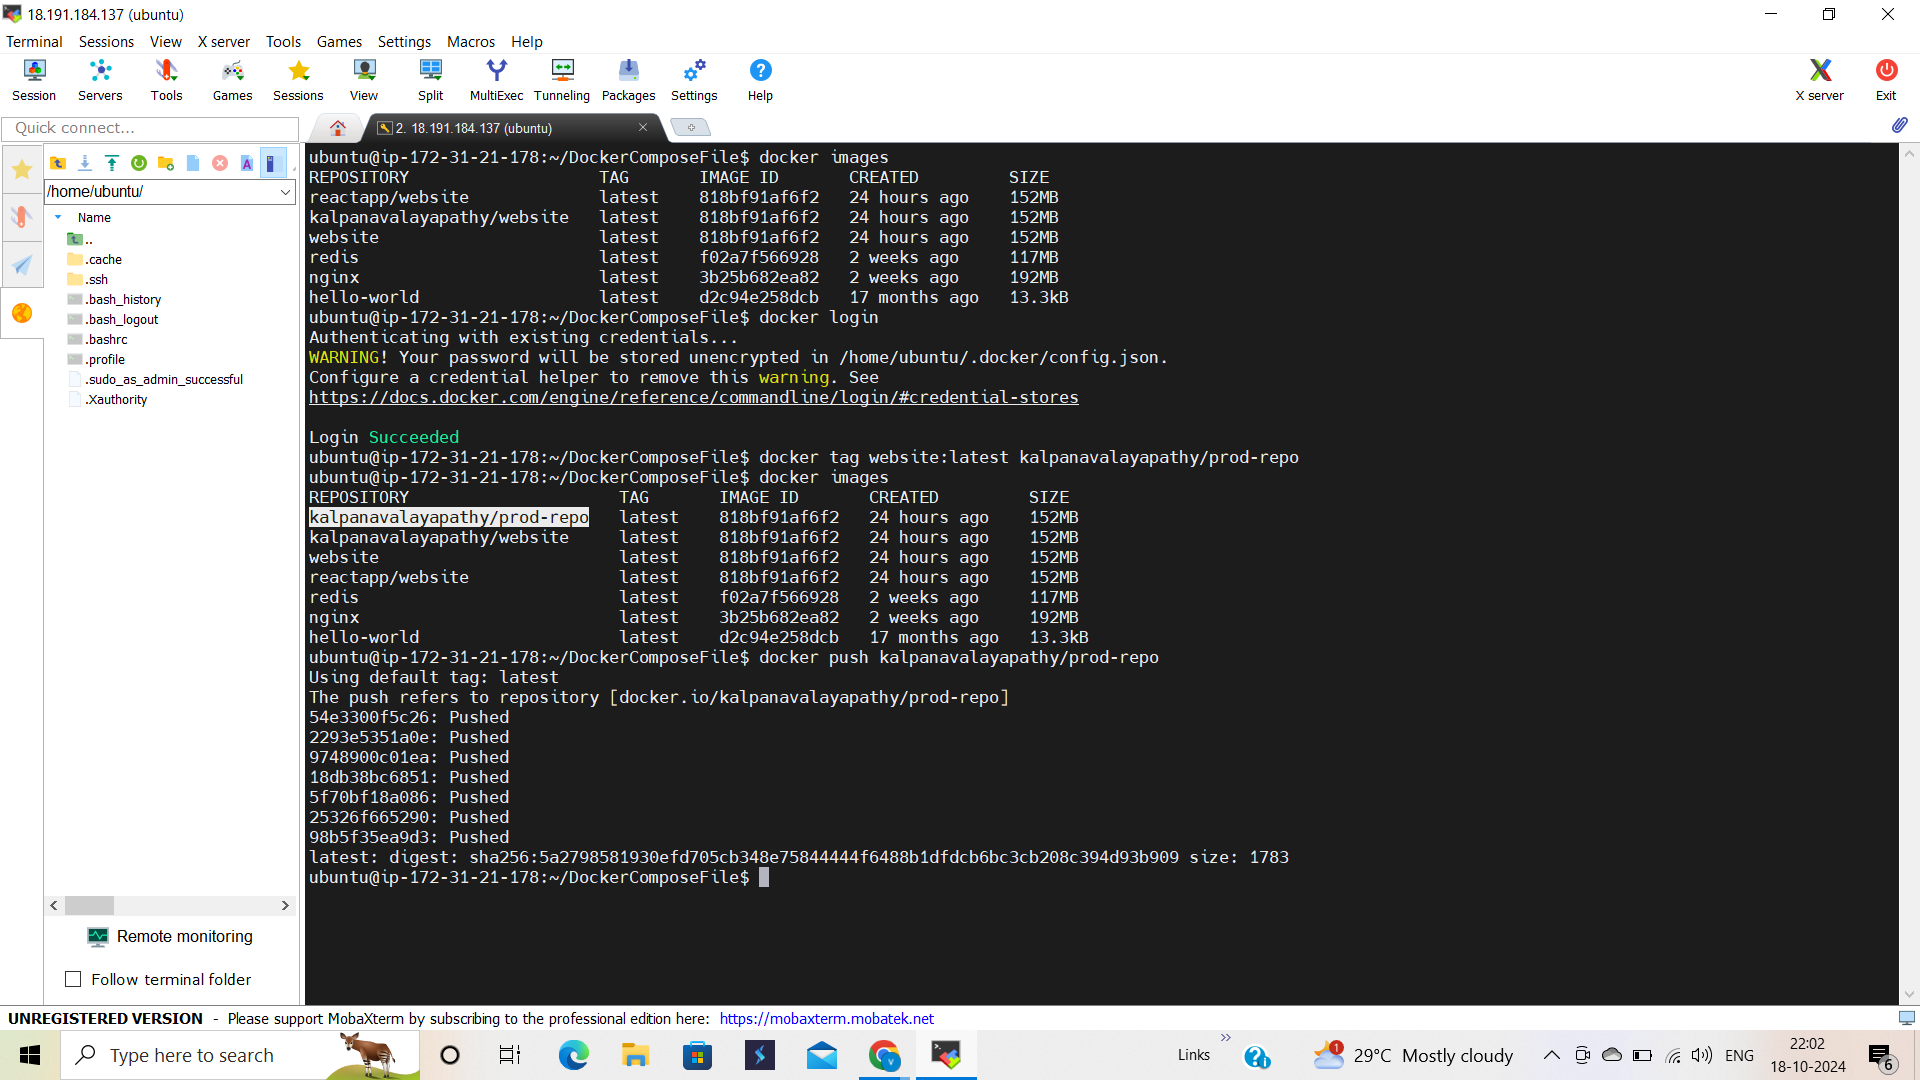 18.191.184.137 (ubuntu)
Terminal Sessions View X server Tools Games Settings Macros Help
Session Servers Tools Games Sessions View Split MultiExec Tunneling Packages Settings Help X server Exit
Quick connect...
2. 18.191.184.137 (ubuntu)
/home/ubuntu/
Name
..
.cache
.ssh
.bash_history
.bash_logout
.bashrc
.profile
.sudo_as_admin_successful
.Xauthority
Remote monitoring
Follow terminal folder
ubuntu@ip-172-31-21-178:~/DockerComposeFile$ docker images
REPOSITORY TAG IMAGE ID CREATED SIZE
reactapp/website latest 818bf91af6f2 24 hours ago 152MB
kalpanavalayapathy/website latest 818bf91af6f2 24 hours ago 152MB
website latest 818bf91af6f2 24 hours ago 152MB
redis latest f02a7f566928 2 weeks ago 117MB
nginx latest 3b25b682ea82 2 weeks ago 192MB
hello-world latest d2c94e258dcb 17 months ago 13.3kB
ubuntu@ip-172-31-21-178:~/DockerComposeFile$ docker login
Authenticating with existing credentials...
WARNING! Your password will be stored unencrypted in /home/ubuntu/.docker/config.json.
Configure a credential helper to remove this warning. See
https://docs.docker.com/engine/reference/commandline/login/#credential-stores
Login Succeeded
ubuntu@ip-172-31-21-178:~/DockerComposeFile$ docker tag website:latest kalpanavalayapathy/prod-repo
ubuntu@ip-172-31-21-178:~/DockerComposeFile$ docker images
REPOSITORY TAG IMAGE ID CREATED SIZE
kalpanavalayapathy/prod-repo latest 818bf91af6f2 24 hours ago 152MB
kalpanavalayapathy/website latest 818bf91af6f2 24 hours ago 152MB
website latest 818bf91af6f2 24 hours ago 152MB
reactapp/website latest 818bf91af6f2 24 hours ago 152MB
redis latest f02a7f566928 2 weeks ago 117MB
nginx latest 3b25b682ea82 2 weeks ago 192MB
hello-world latest d2c94e258dcb 17 months ago 13.3kB
ubuntu@ip-172-31-21-178:~/DockerComposeFile$ docker push kalpanavalayapathy/prod-repo
Using default tag: latest
The push refers to repository [docker.io/kalpanavalayapathy/prod-repo]
54e3300f5c26: Pushed
2293e5351a0e: Pushed
9748900c01ea: Pushed
18db38bc6851: Pushed
5f70bf18a086: Pushed
25326f665290: Pushed
98b5f35ea9d3: Pushed
latest: digest: sha256:5a2798581930efd705cb348e75844444f6488b1dfdcb6bc3cb208c394d93b909 size: 1783
ubuntu@ip-172-31-21-178:~/DockerComposeFile$
UNREGISTERED VERSION - Please support MobaXterm by subscribing to the professional edition here: https://mobaxterm.mobatek.net
Type here to search
Links
1
29°C Mostly cloudy
ENG
22:02
18-10-2024
6